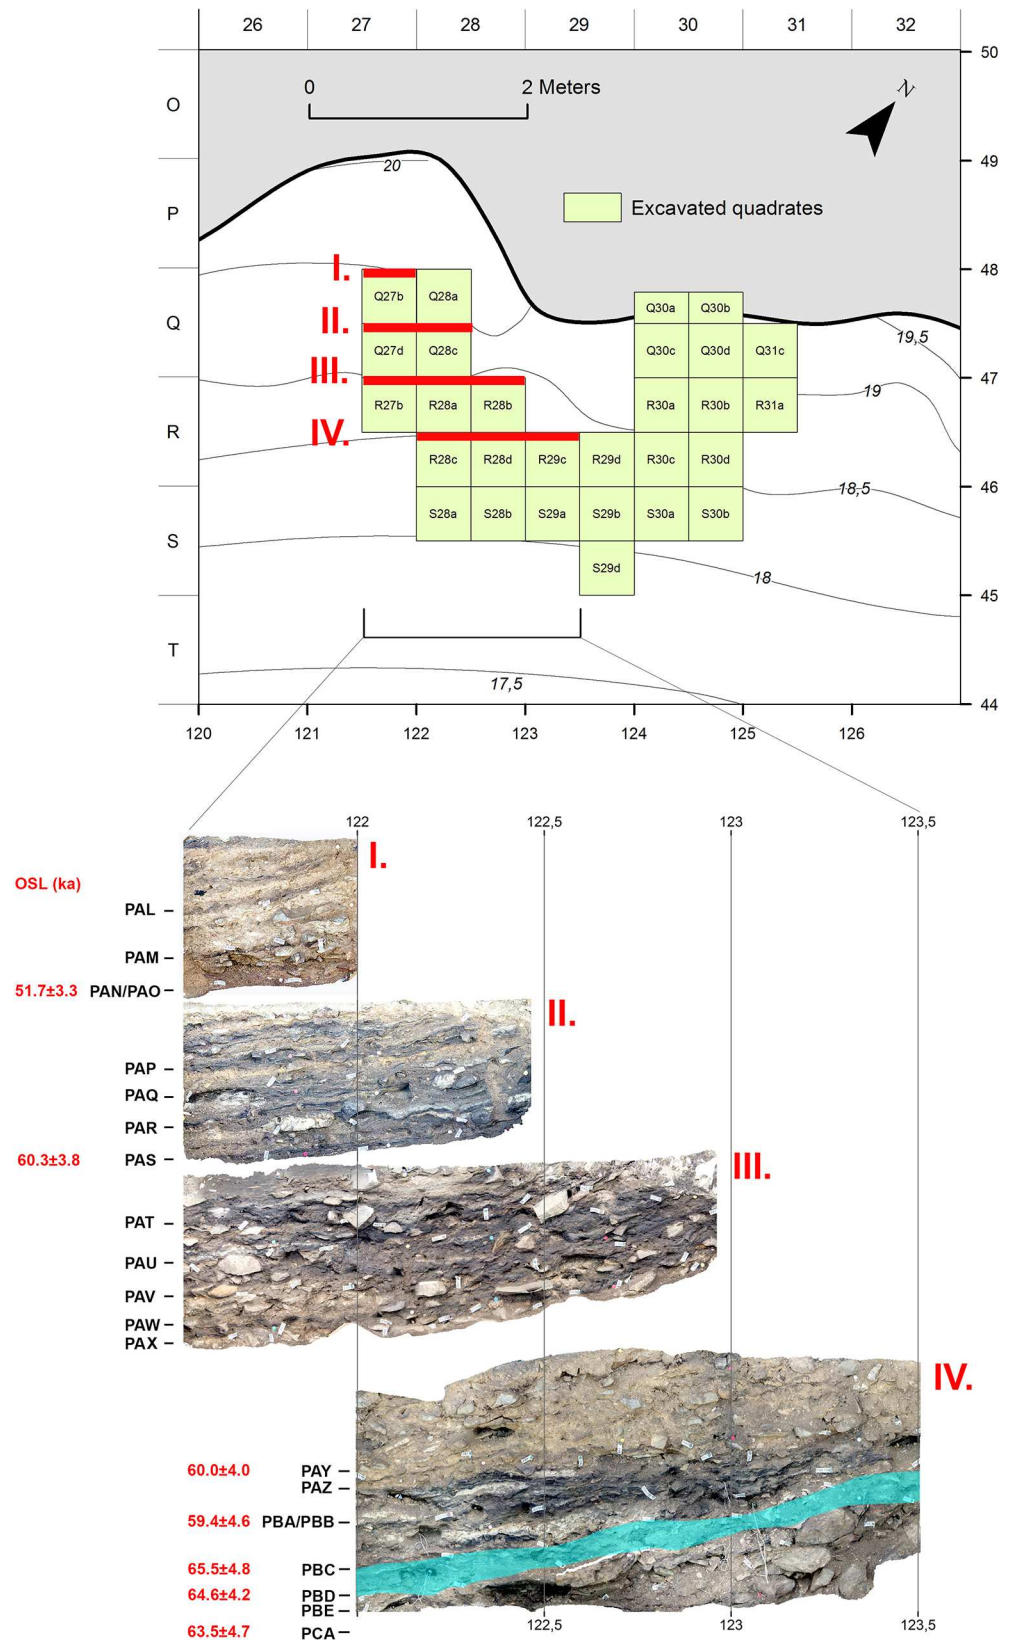 26 27 28 29 30 31 32
50
0 2 Meters
N
O
49
20
P
Excavated quadrates
I.
48
Q27b Q28a Q30a Q30b
II.
Q
19,5
Q27d Q28c Q30c Q30d Q31c
III.
47
19
R27b R28a R28b R30a R30b R31a
IV.
R
R28c R28d R29c R29d R30c R30d
46
18,5
S28a S28b S29a S29b S30a S30b
S
S29d
18
45
T
17,5
44
120 121 122 123 124 125 126
122 122,5 123 123,5
I.
OSL (ka)
PAL
PAM
51.7±3.3 PAN/PAO
II.
PAP
PAQ
PAR
60.3±3.8 PAS
III.
PAT
PAU
PAV
PAW
PAX
IV.
60.0±4.0 PAY
PAZ
59.4±4.6 PBA/PBB
65.5±4.8 PBC
64.6±4.2 PBD
PBE
122,5 123 123,5
63.5±4.7 PCA